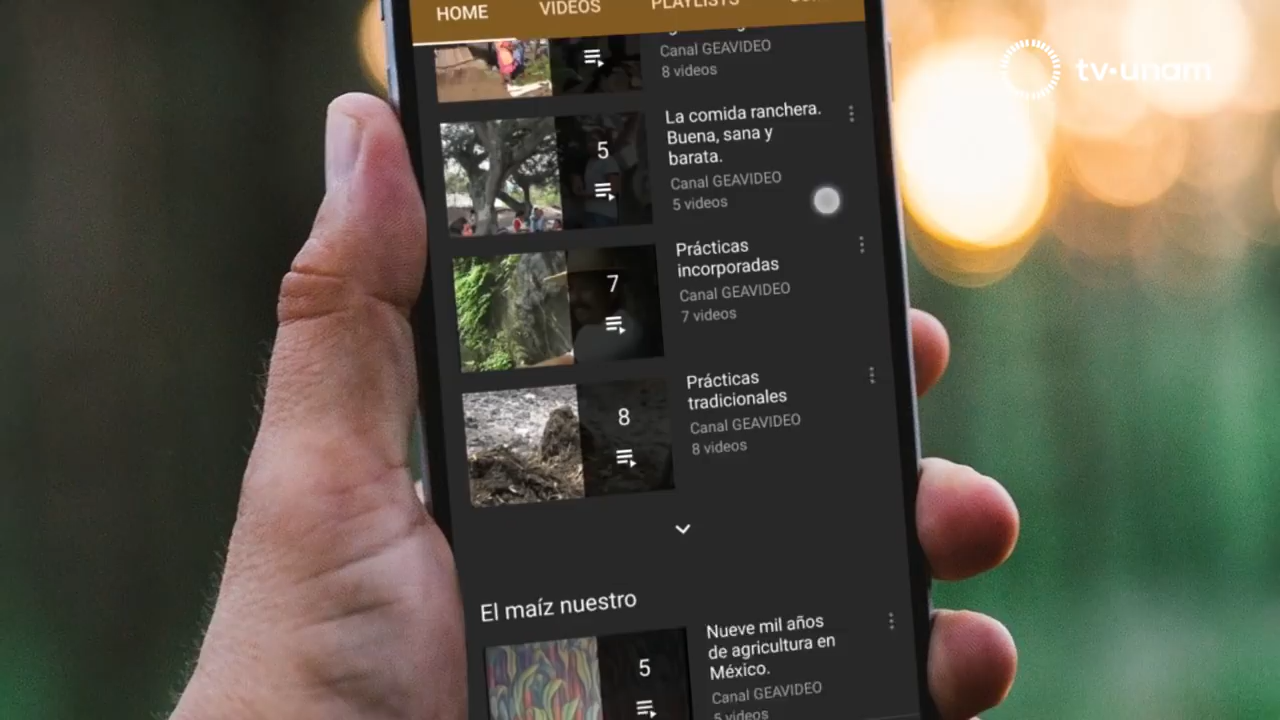 HOME VIDEOS PLAYLISTS
tv·unam
Canal GEAVIDEO
8 videos
5
La comida ranchera.
Buena, sana y
barata.
Canal GEAVIDEO
5 videos
7
Prácticas
incorporadas
Canal GEAVIDEO
7 videos
8
Prácticas
tradicionales
Canal GEAVIDEO
8 videos
El maíz nuestro
5
Nueve mil años
de agricultura en
México.
Canal GEAVIDEO
5 videos